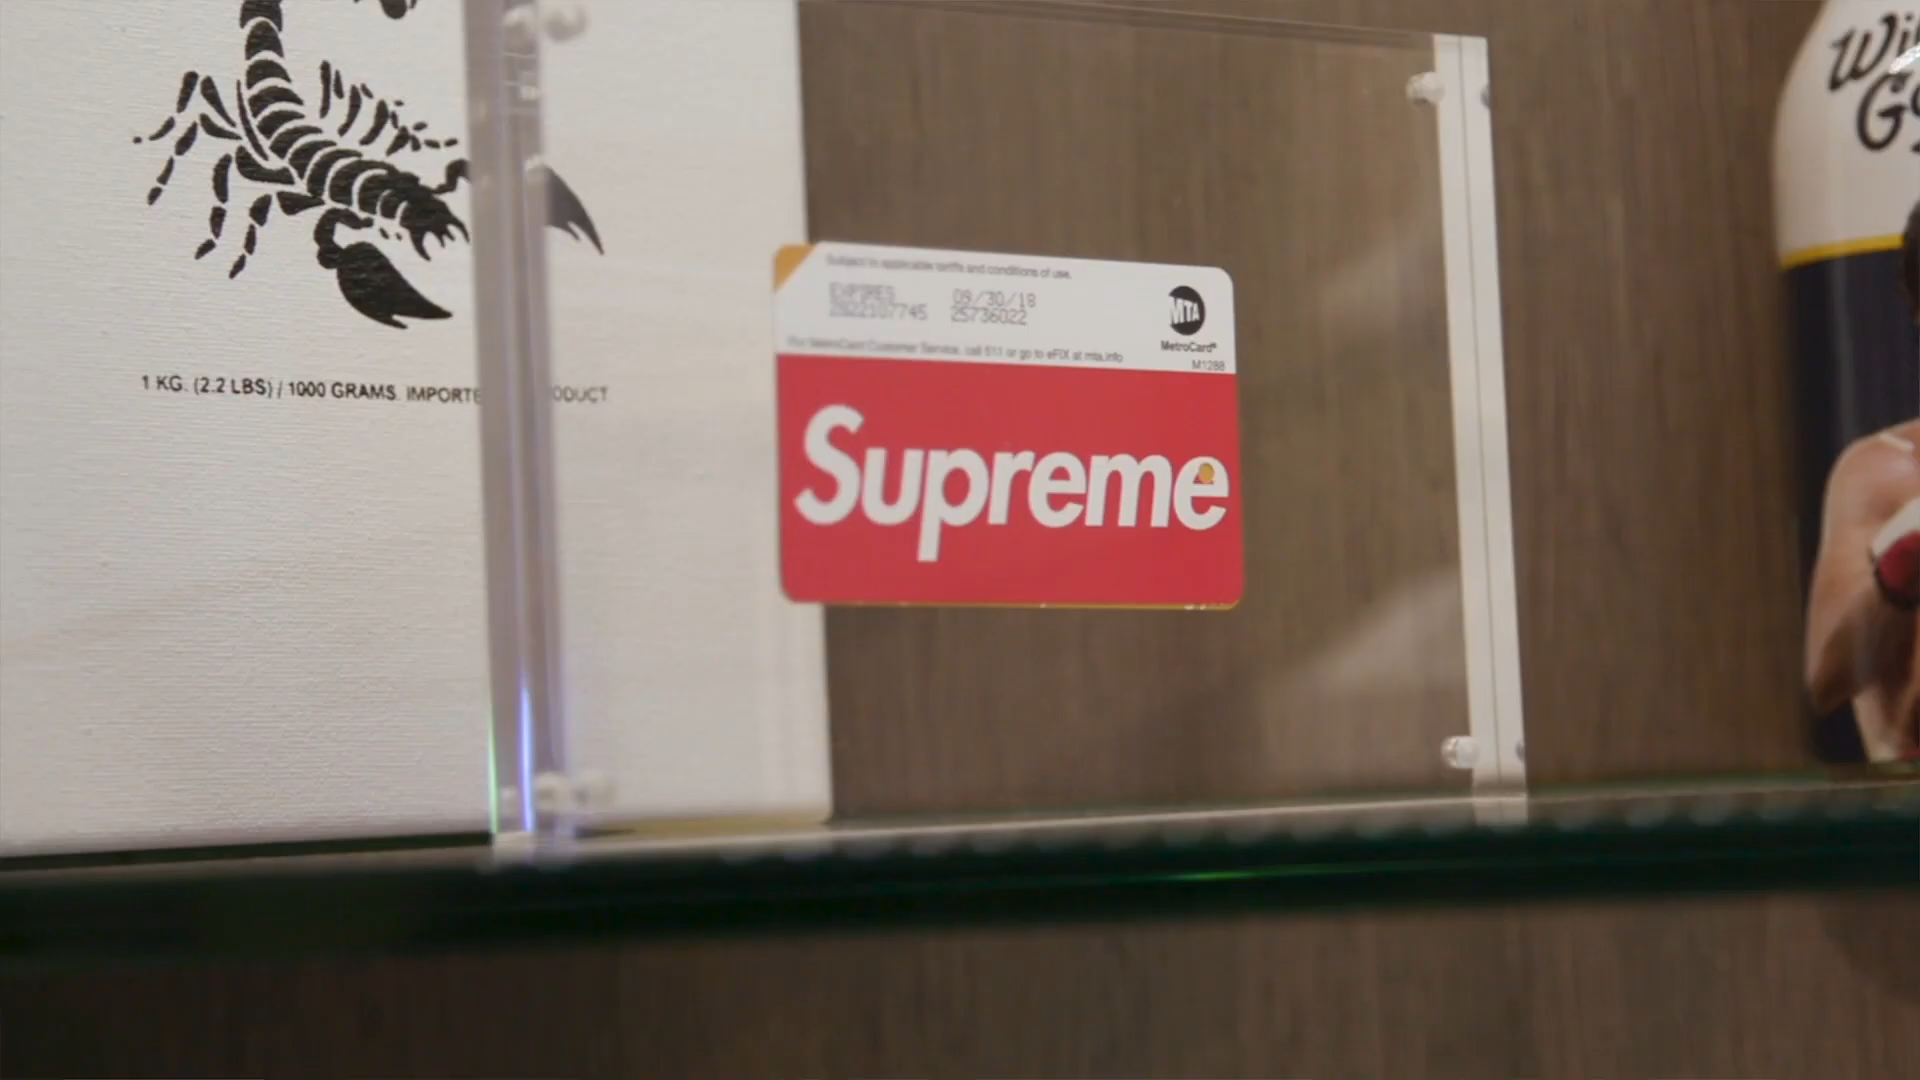 1 KG. (2.2 LBS) / 1000 GRAMS. IMPORTE ODUCT
Subject to applicable tariffs and conditions of use.
EXPIRES 09/30/18
2822107745 25736022
MTA
MetroCard®
For MetroCard Customer Service, call 511 or go to eFIX at mta.info
M1288
Supreme